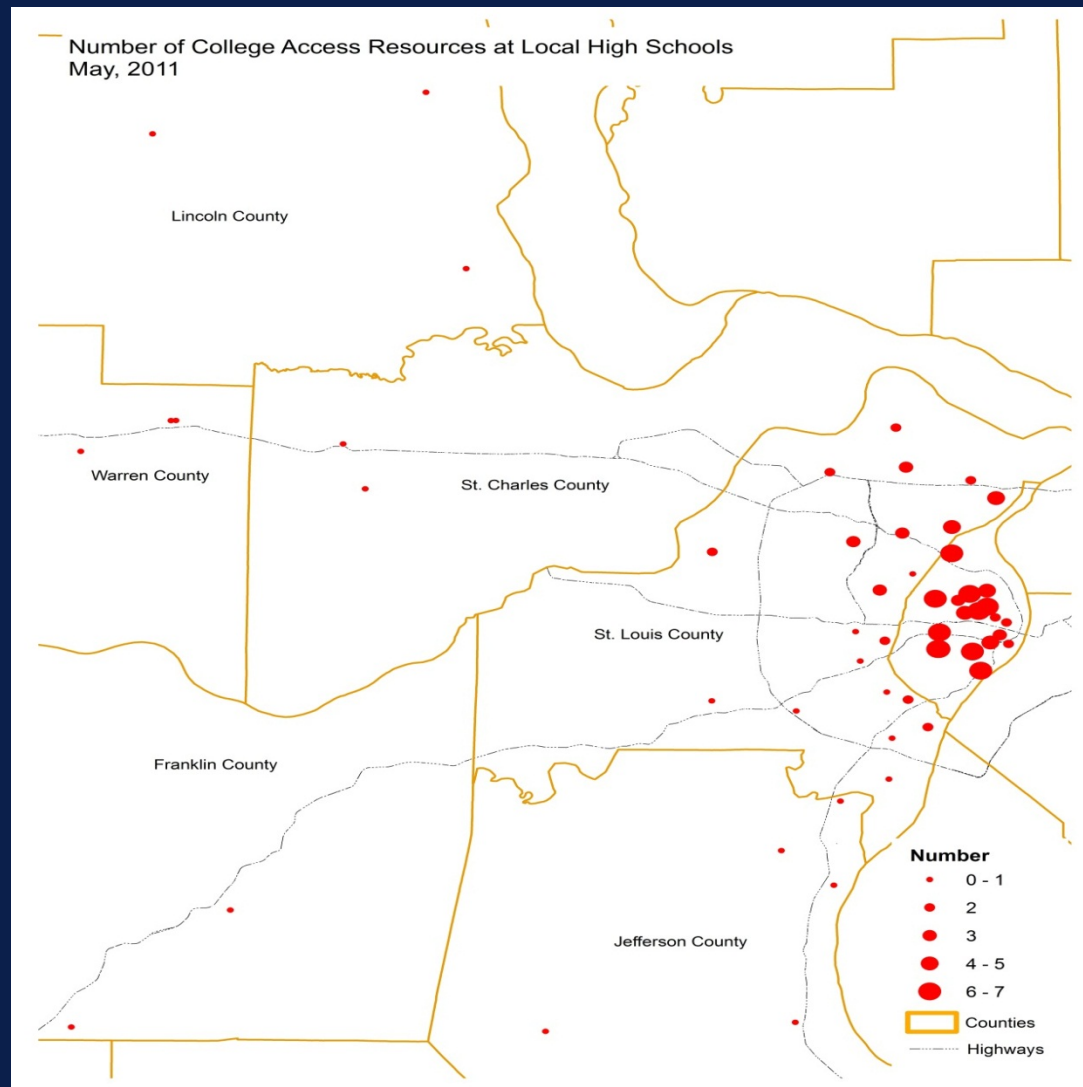 Number of College Access Resources at Local High Schools
May, 2011
Lincoln County
Warren County
St. Charles County
St. Louis County
Franklin County
Jefferson County
Number
0 - 1
2
3
4 - 5
6 - 7
Counties
Highways